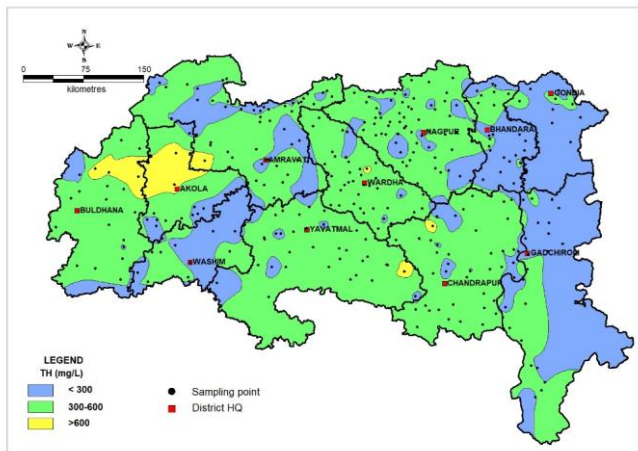 N
W E
S
0 75 150
kilometres
GONDIA
NAGPUR
BHANDARA
AMRAVATI
AKOLA
WARDHA
BULDHANA
YAVATMAL
WASHIM
GADCHIROLI
CHANDRAPUR
LEGEND
TH (mg/L)
< 300
300-600
>600
Sampling point
District HQ